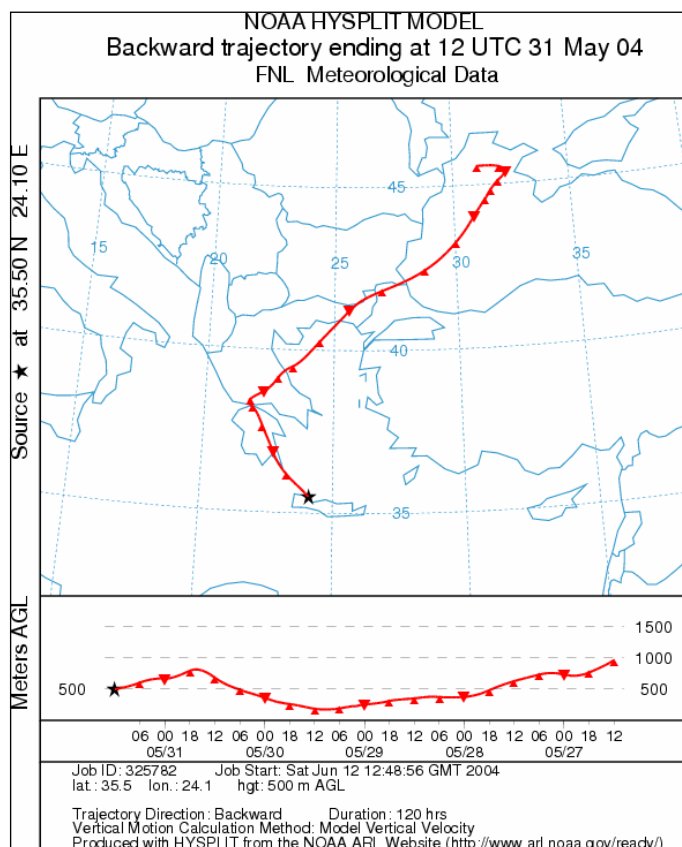 NOAA HYSPLIT MODEL
Backward trajectory ending at 12 UTC 31 May 04
FNL Meteorological Data
Source ★ at 35.50 N 24.10 E
45
15
20
25
30
35
40
35
Meters AGL
1500
1000
500
500
06 00 18 12 06 00 18 12 06 00 18 12 06 00 18 12 06 00 18 12
05/31 05/30 05/29 05/28 05/27
Job ID: 325782 Job Start: Sat Jun 12 12:48:56 GMT 2004
lat.: 35.5 lon.: 24.1 hgt: 500 m AGL
Trajectory Direction: Backward Duration: 120 hrs
Vertical Motion Calculation Method: Model Vertical Velocity
Produced with HYSPLIT from the NOAA ARL Website (http://www.arl.noaa.gov/ready/)